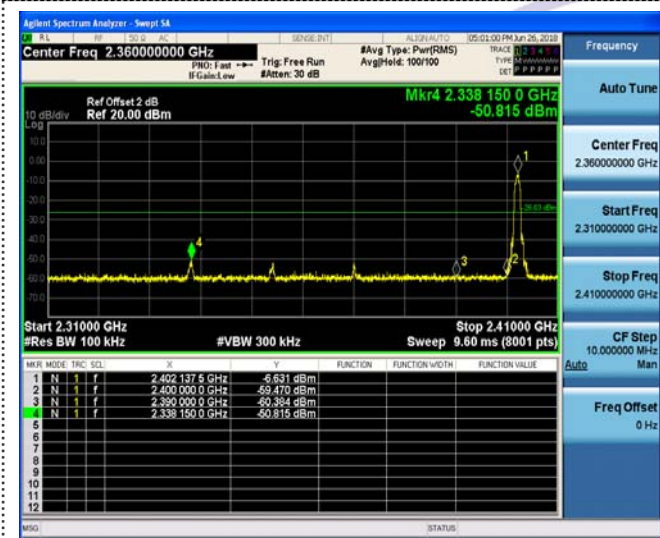 Agilent Spectrum Analyzer - Swept SA
RL RF 50 Ω AC SENSE:INT ALIGN AUTO 05:01:00 PM Jun 26, 2018
Center Freq 2.360000000 GHz
PNO: Fast
IFGain:Low
Trig: Free Run
#Atten: 30 dB
#Avg Type: Pwr(RMS)
Avg|Hold: 100/100
TRACE 1 2 3 4 5 6
TYPE
DET P P P P P P
Frequency
Auto Tune
Center Freq
2.360000000 GHz
Start Freq
2.310000000 GHz
Stop Freq
2.410000000 GHz
CF Step
10.000000 MHz
Auto Man
Freq Offset
0 Hz
Mkr4 2.338 150 0 GHz
-50.815 dBm
Ref Offset 2 dB
10 dB/div Ref 20.00 dBm
Log
10.0
0.00
-10.0
-20.0
-30.0
-40.0
-50.0
-60.0
-70.0
1
2
3
4
Start 2.31000 GHz Stop 2.41000 GHz
#Res BW 100 kHz #VBW 300 kHz Sweep 9.60 ms (8001 pts)
MKR MODE TRC SCL X Y FUNCTION FUNCTION WIDTH FUNCTION VALUE
1 N 1 f 2.402 137 5 GHz -6.631 dBm
2 N 1 f 2.400 000 0 GHz -59.470 dBm
3 N 1 f 2.390 000 0 GHz -60.384 dBm
4 N 1 f 2.338 150 0 GHz -50.815 dBm
5
6
7
8
9
10
11
12
MSG STATUS